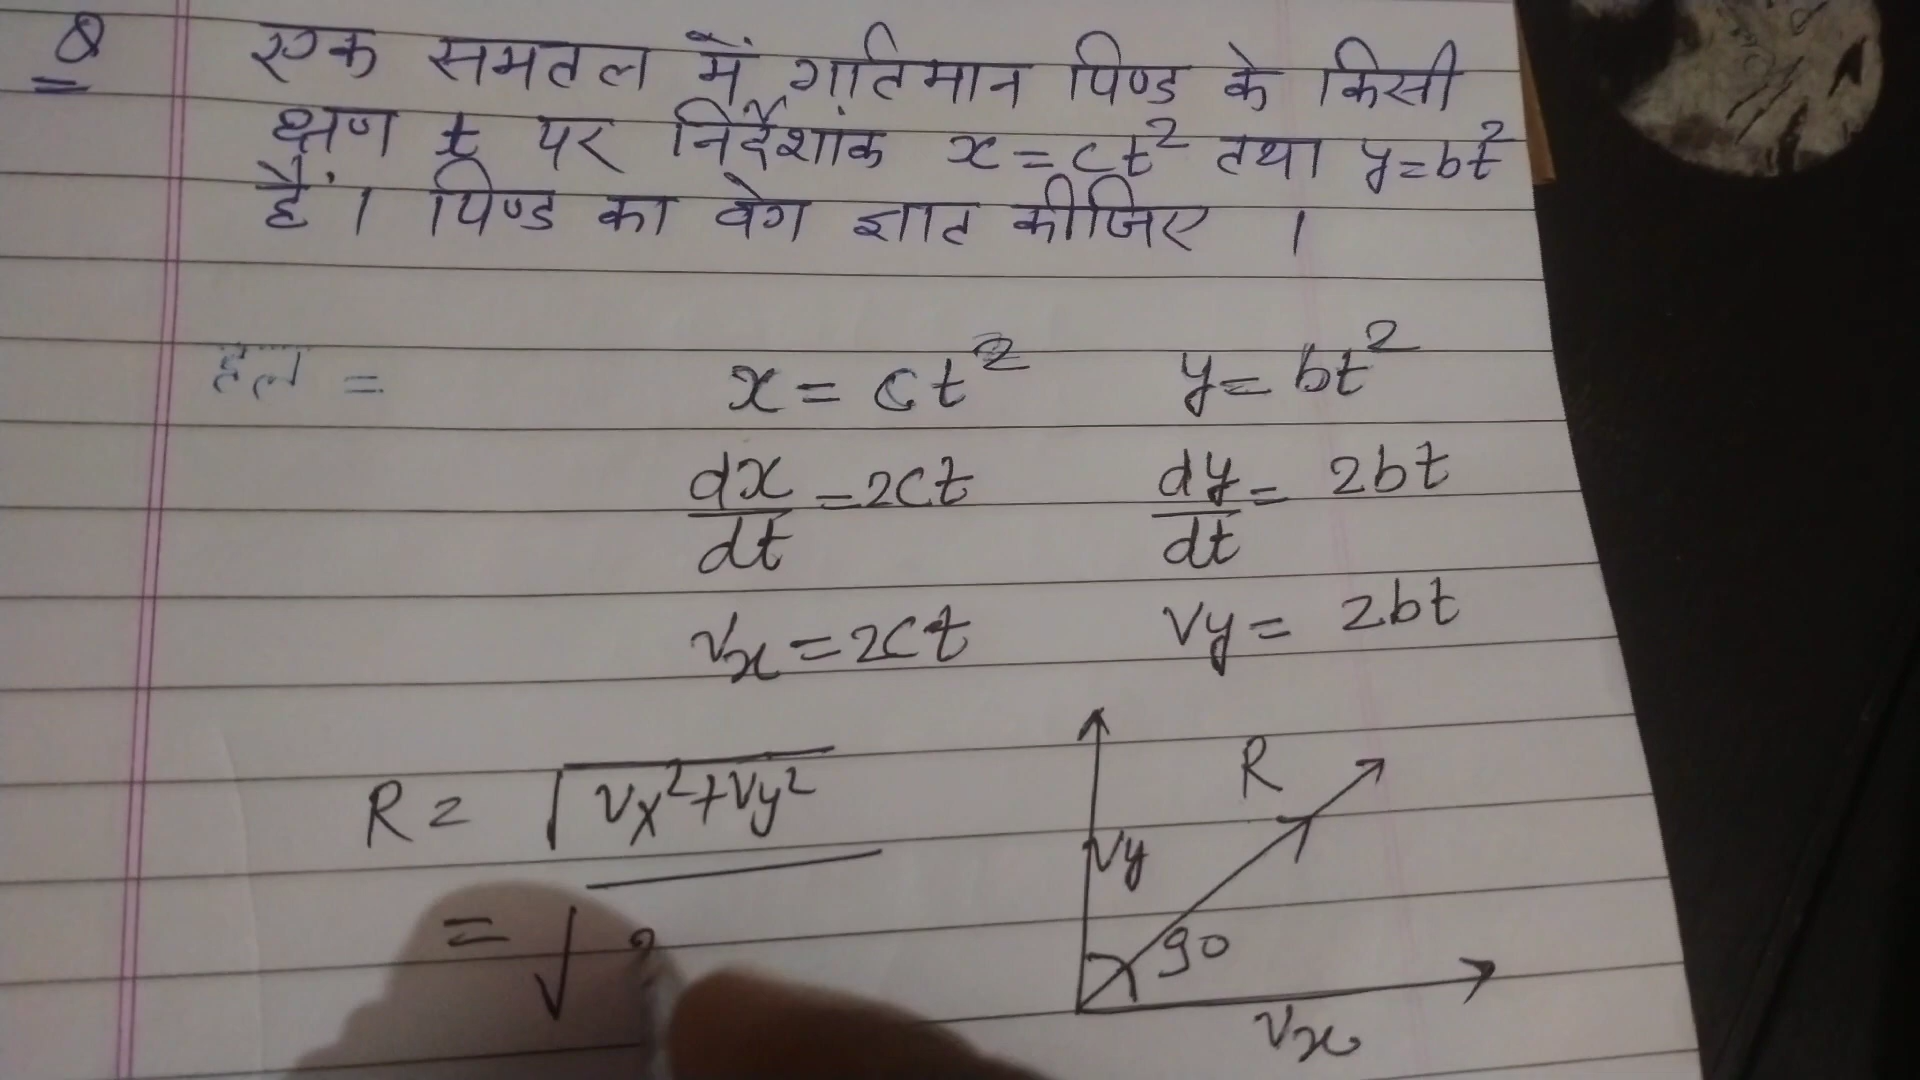 Q एक समतल में गतिमान पिण्ड के किसी
क्षण t पर निर्देशांक x=ct² तथा y=bt²
हैं। पिण्ड का वेग ज्ञात कीजिए ।
हल = x = ct² y = bt²
dx/dt = 2ct dy/dt = 2bt
vx = 2ct vy = 2bt
R = √vx²+vy²
= √
R
vy
90
vx